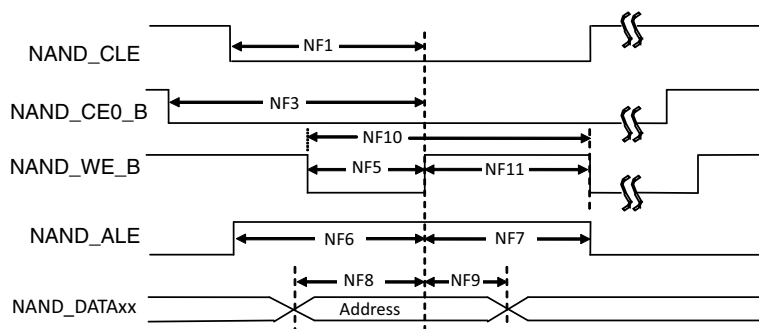 NF1
NAND_CLE
NF3
NAND_CE0_B
NF10
NAND_WE_B
NF5
NF11
NAND_ALE
NF6
NF7
NF8
NF9
NAND_DATAxx
Address